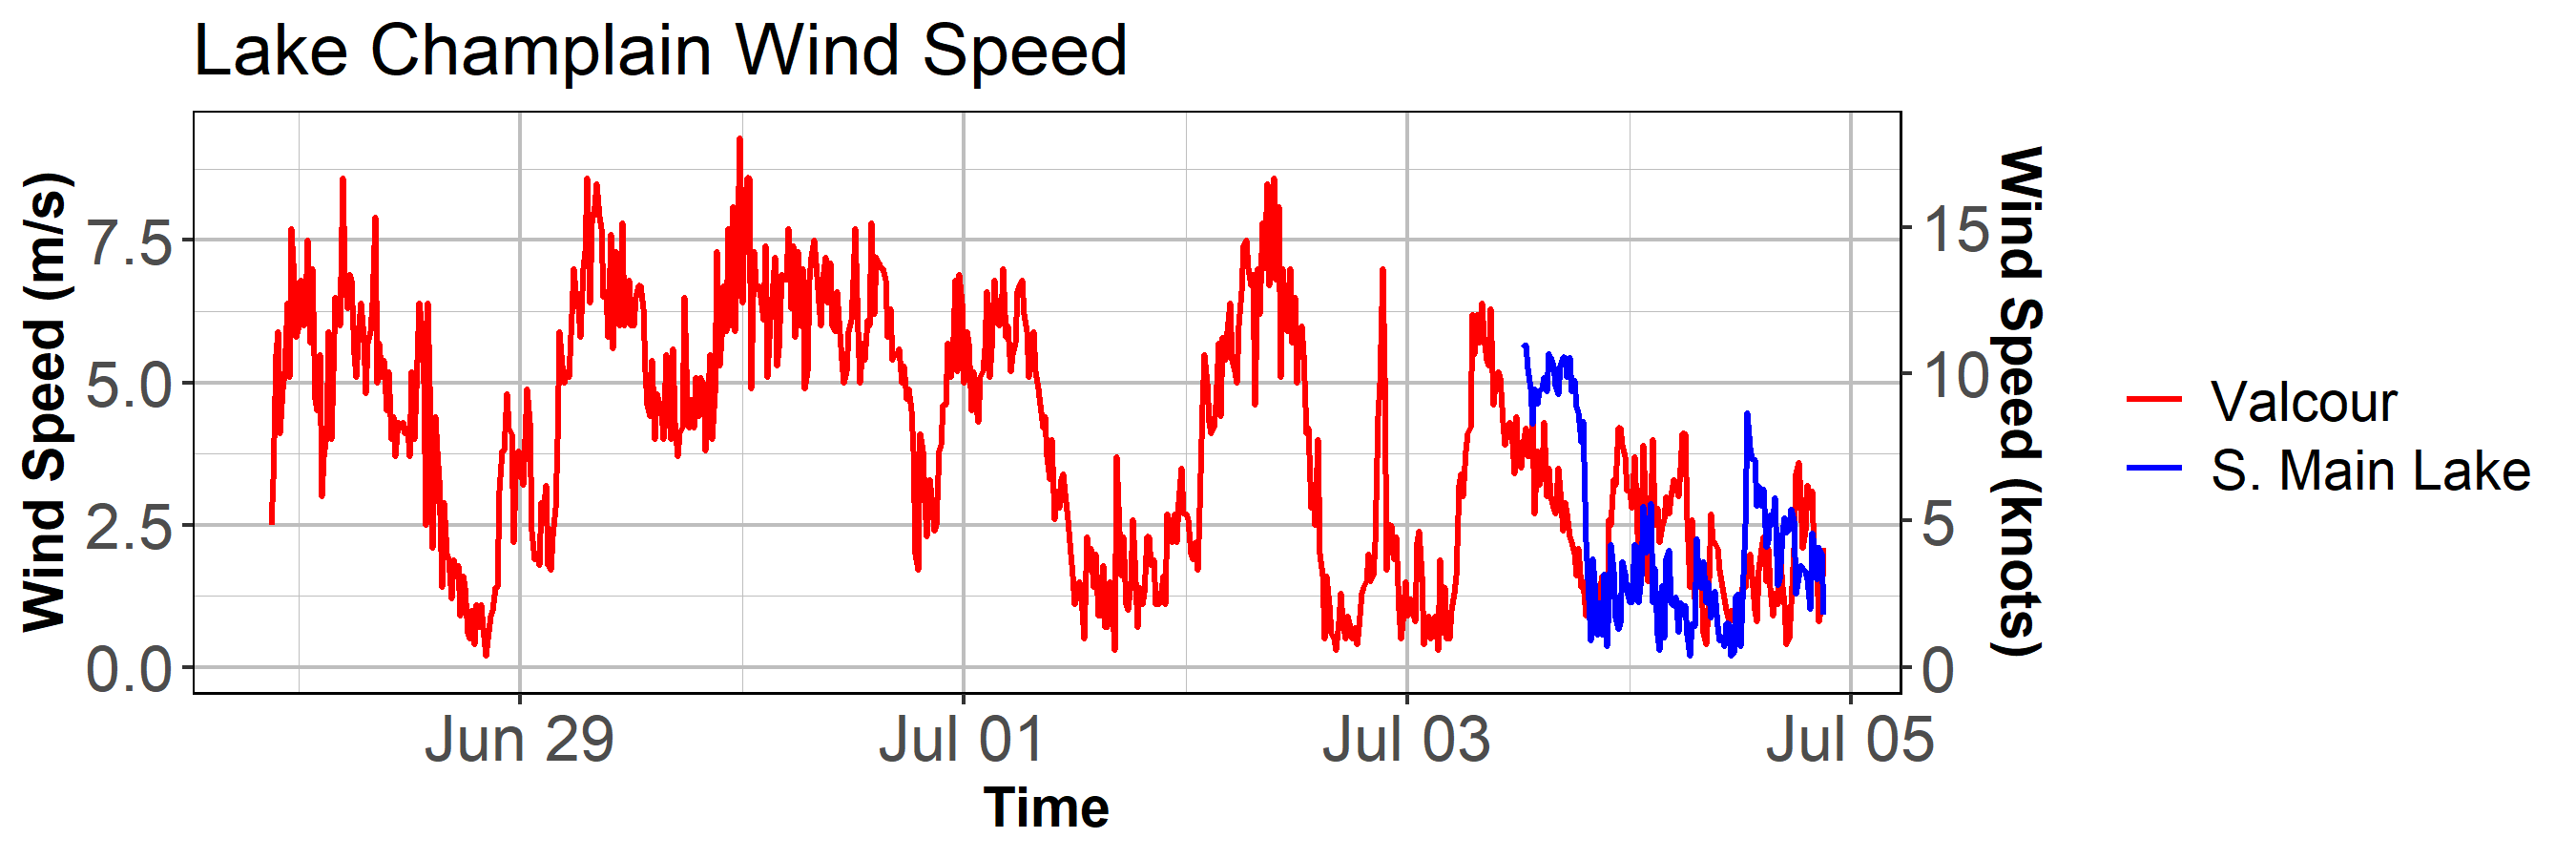 Lake Champlain Wind Speed
Wind Speed (m/s)
7.5
5.0
2.5
0.0
15
10
5
0
Wind Speed (knots)
Jun 29
Jul 01
Jul 03
Jul 05
Time
Valcour
S. Main Lake